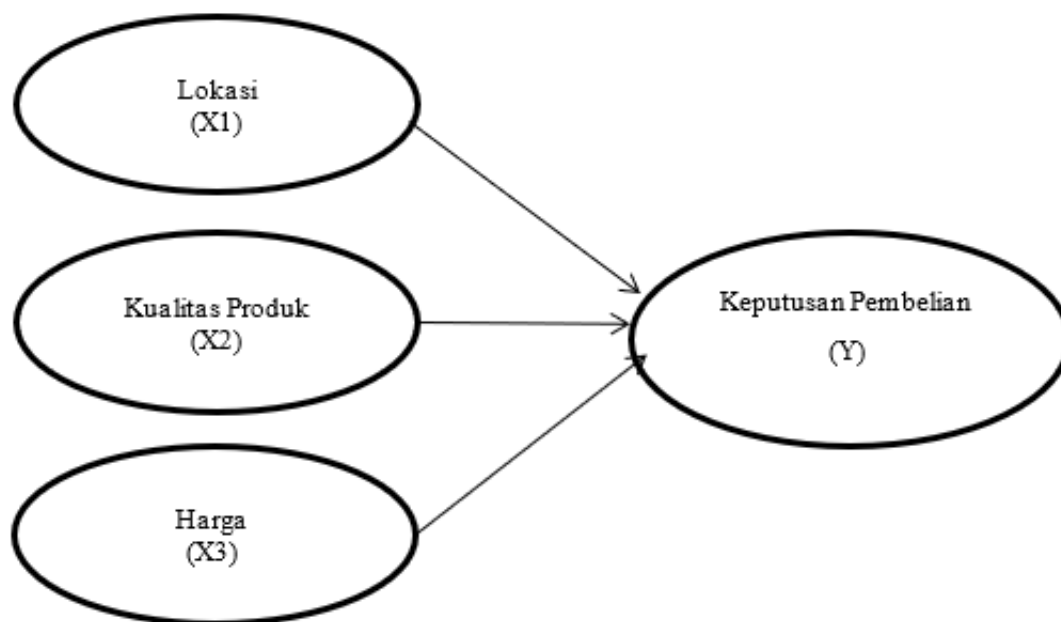 Lokasi
(X1)
Kualitas Produk
(X2)
Harga
(X3)
Keputusan Pembelian
(Y)